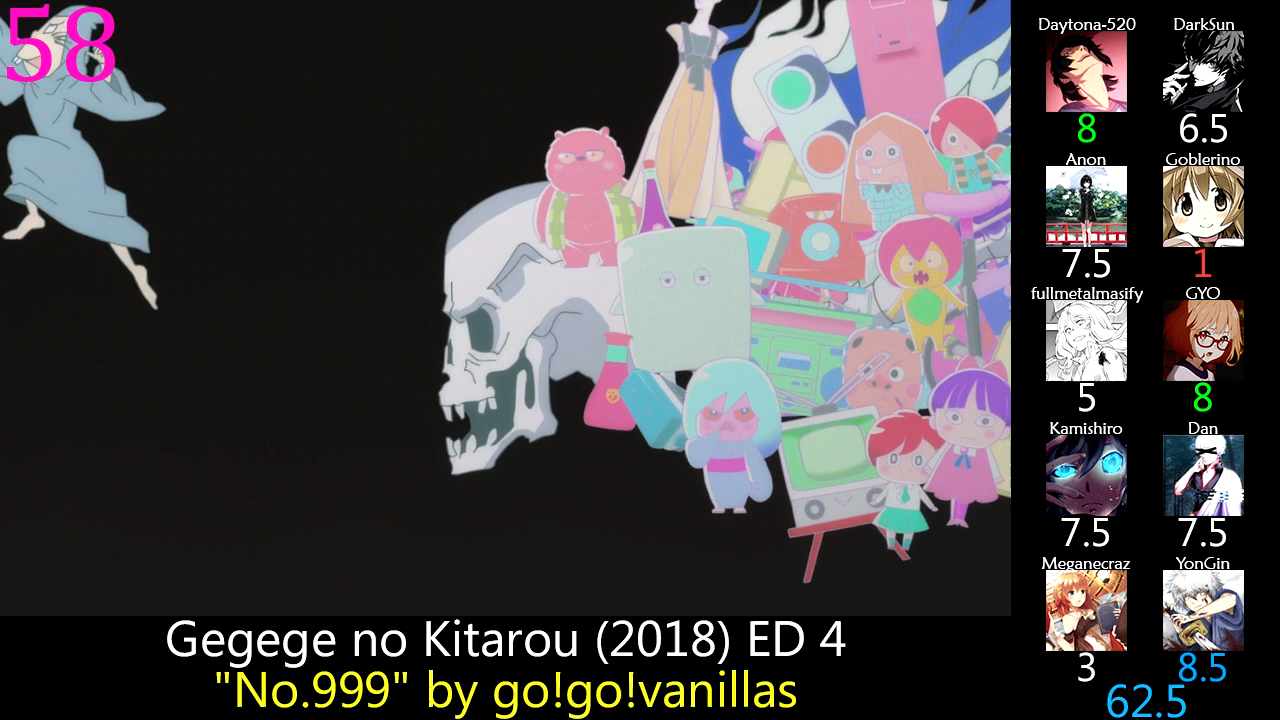 58
Daytona-520
DarkSun
8
6.5
Anon
Goblerino
7.5
1
fullmetalmasify
GYO
5
8
Kamishiro
Dan
7.5
7.5
Meganecraz
YonGin
3
8.5
62.5
Gegege no Kitarou (2018) ED 4
"No.999" by go!go!vanillas